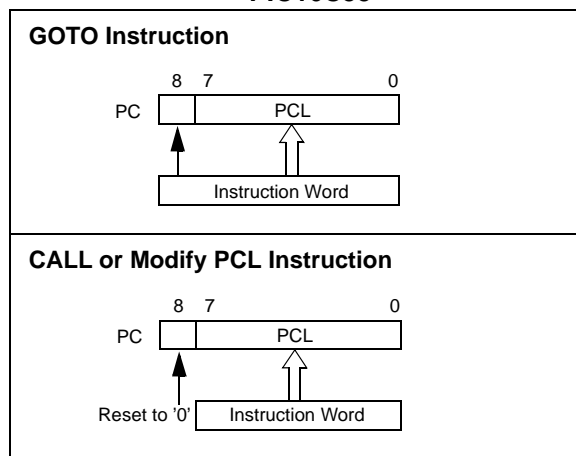 GOTO Instruction
8 7 0
PC PCL
Instruction Word
CALL or Modify PCL Instruction
8 7 0
PC PCL
Reset to '0' Instruction Word